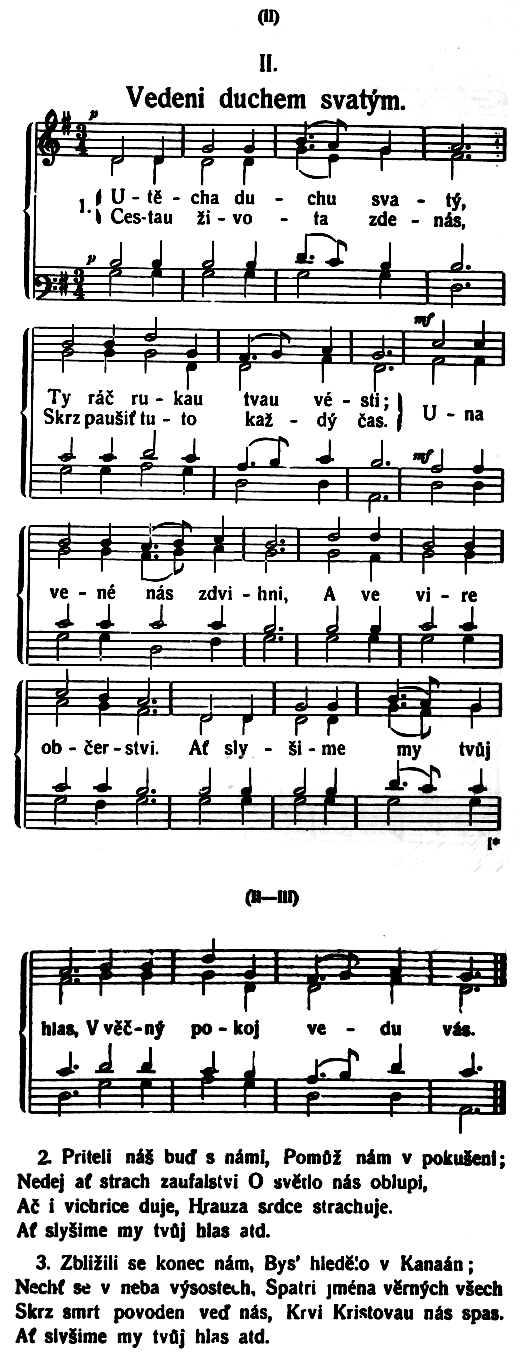 (II)
II.
Vedeni duchem svatým.
p
1. U - tě - cha du - chu sva - tý,
Ces-tau ži - vo - ta zde - nás,
p
mf
Ty ráč ru - kau tvau vé - sti;
Skrz paušiť tu - to kaž - dý čas. U - na
mf
ve - né nás zdvi - hni, A ve vi - re
ob - čer - stvi. Ať sly - ši - me my tvůj
I*
(II—III)
hlas, V věč - ný po - koj ve - du vás.
2. Priteli náš buď s námi, Pomůž nám v pokušeni;
Nedej ať strach zaufalstvi O světlo nás oblupi,
Ač i vichrice duje, Hrauza srdce strachuje.
Ať slyšime my tvůj hlas atd.
3. Zbližili se konec nám, Bys' hleděl'o v Kanaán;
Nechť se v neba výsostech, Spatri jména věrných všech
Skrz smrt povoden veď nás, Krvi Kristovau nás spas.
Ať slyšime my tvůj hlas atd.